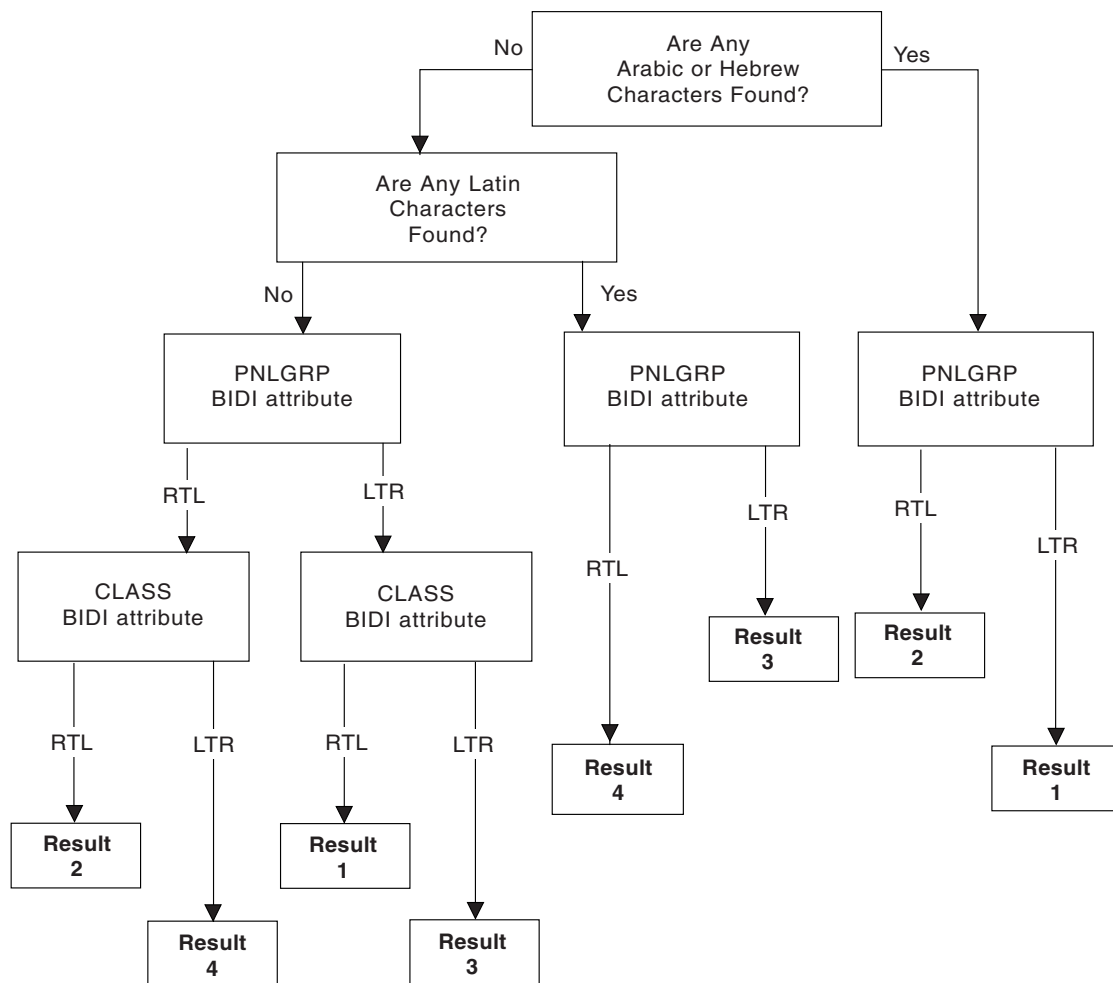 No
Are Any
Arabic or Hebrew
Characters Found?
Yes
Are Any Latin
Characters
Found?
No
Yes
PNLGRP
BIDI attribute
PNLGRP
BIDI attribute
PNLGRP
BIDI attribute
RTL
LTR
LTR
RTL
LTR
RTL
CLASS
BIDI attribute
CLASS
BIDI attribute
Result
3
Result
2
RTL
LTR
RTL
LTR
Result
4
Result
1
Result
2
Result
1
Result
4
Result
3